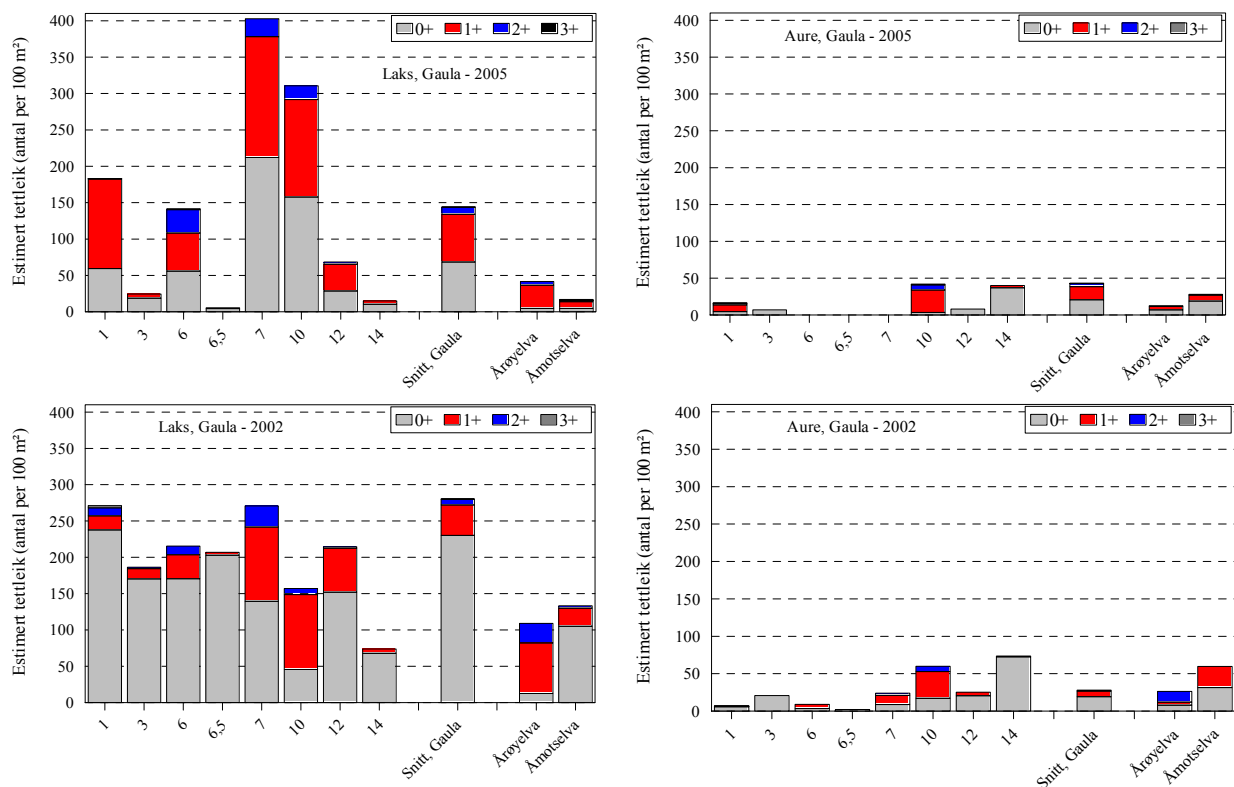 Estimert tettleik (antal per 100 m²)
400
350
300
250
200
150
100
50
0
0+ 1+ 2+ 3+
Laks, Gaula - 2005
1 3 6 6,5 7 10 12 14 Snitt, Gaula Årøyelva Åmotselva
Estimert tettleik (antal per 100 m²)
400
350
300
250
200
150
100
50
0
0+ 1+ 2+ 3+
Aure, Gaula - 2005
1 3 6 6,5 7 10 12 14 Snitt, Gaula Årøyelva Åmotselva
Estimert tettleik (antal per 100 m²)
400
350
300
250
200
150
100
50
0
0+ 1+ 2+ 3+
Laks, Gaula - 2002
1 3 6 6,5 7 10 12 14 Snitt, Gaula Årøyelva Åmotselva
Estimert tettleik (antal per 100 m²)
400
350
300
250
200
150
100
50
0
0+ 1+ 2+ 3+
Aure, Gaula - 2002
1 3 6 6,5 7 10 12 14 Snitt, Gaula Årøyelva Åmotselva